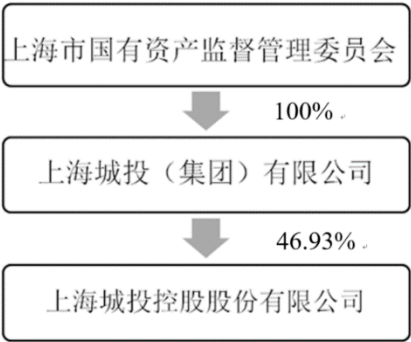 上海市国有资产监督管理委员会
100%
上海城投（集团）有限公司
46.93%
上海城投控股股份有限公司